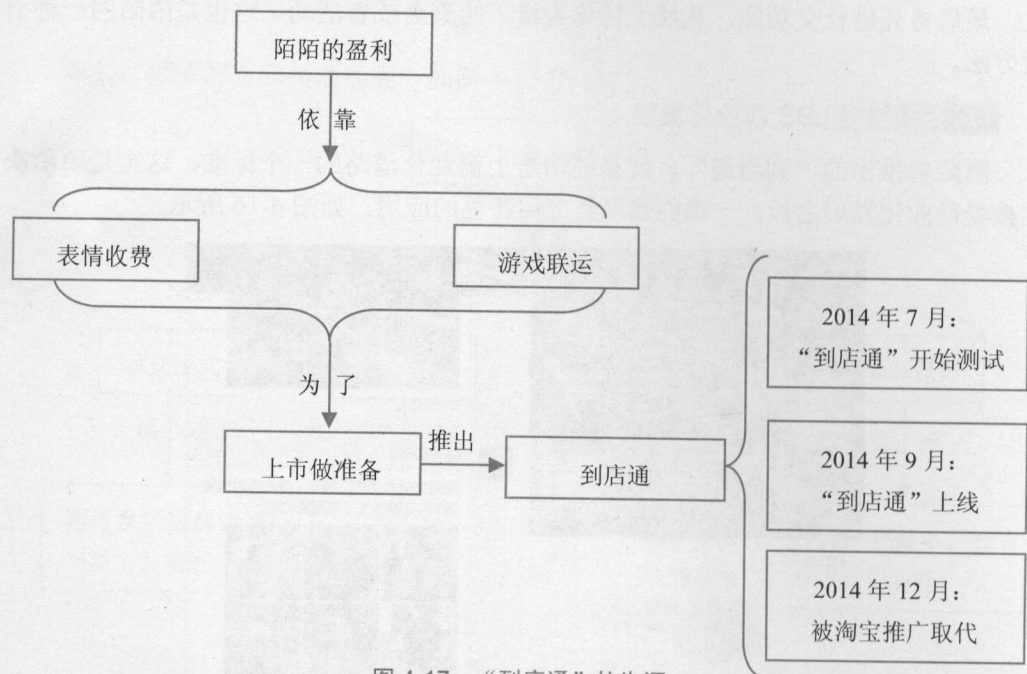 陌陌的盈利
依 靠
表情收费
游戏联运
为 了
上市做准备
推出
到店通
2014 年 7 月：
“到店通”开始测试
2014 年 9 月：
“到店通”上线
2014 年 12 月：
被淘宝推广取代